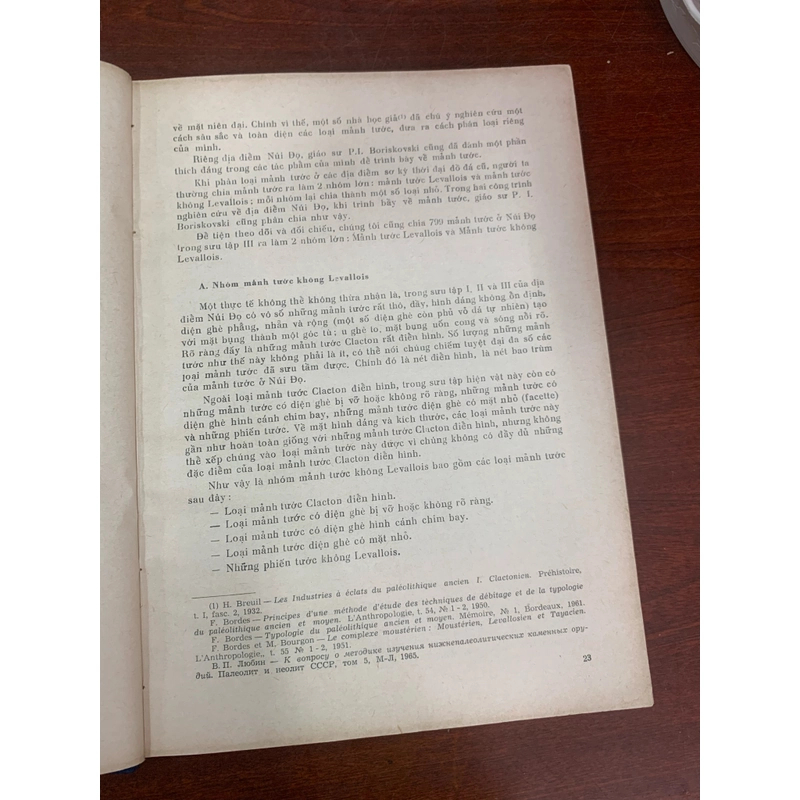 về mặt niên đại. Chính vì thế, một số nhà học giả(1) đã chú ý nghiên cứu một
cách sâu sắc và toàn diện các loại mảnh tước, đưa ra cách phân loại riêng
của mình.
Riêng địa điểm Núi Đọ, giáo sư P.I. Boriskovski cũng đã dành một phần
thích đáng trong các tác phẩm của mình để trình bày về mảnh tước.
Khi phân loại mảnh tước ở các địa điểm sơ kỳ thời đại đồ đá cũ, người ta
thường chia mảnh tước ra làm 2 nhóm lớn : mảnh tước Levallois và mảnh tước
không Levallois ; mỗi nhóm lại chia thành một số loại nhỏ. Trong hai công trình
nghiên cứu về địa điểm Núi Đọ, khi trình bày về mảnh tước, giáo sư P. I.
Boriskovski cũng phân chia như vậy.
Để tiện theo dõi và đối chiếu, chúng tôi cũng chia 799 mảnh tước ở Núi Đọ
trong sưu tập III ra làm 2 nhóm lớn : Mảnh tước Levallois và Mảnh tước không
Levallois.
A. Nhóm mảnh tước không Levallois
Một thực tế không thể không thừa nhận là, trong sưu tập I, II và III của địa
điểm Núi Đọ có vô số những mảnh tước rất thô, dầy, hình dáng không ổn định,
diện ghè phẳng, nhẵn và rộng (một số diện ghè còn phủ vỏ đá tự nhiên) tạo
với mặt bụng thành một góc tù ; u ghè to, mặt bụng uốn cong và sóng nổi rõ.
Rõ ràng đấy là những mảnh tước Clacton rất điển hình. Số lượng những mảnh
tước như thế này không phải là ít, có thể nói chúng chiếm tuyệt đại đa số các
loại mảnh tước đã sưu tầm được. Chính đó là nét điển hình, là nét bao trùm
của mảnh tước ở Núi Đọ.
Ngoài loại mảnh tước Clacton điển hình, trong sưu tập hiện vật này còn có
những mảnh tước có diện ghè bị vỡ hoặc không rõ ràng, những mảnh tước có
diện ghè hình cánh chim bay, những mảnh tước diện ghè có mặt nhỏ (facette)
và những phiến tước. Về mặt hình dáng và kích thước, các loại mảnh tước này
gần như hoàn toàn giống với những mảnh tước Clacton điển hình, nhưng không
thể xếp chúng vào loại mảnh tước này được vì chúng không có đầy đủ những
đặc điểm của loại mảnh tước Clacton điển hình.
Như vậy là nhóm mảnh tước không Levallois bao gồm các loại mảnh tước
sau đây :
— Loại mảnh tước Clacton điển hình.
— Loại mảnh tước có diện ghè bị vỡ hoặc không rõ ràng.
— Loại mảnh tước có diện ghè hình cánh chim bay.
— Loại mảnh tước diện ghè có mặt nhỏ.
— Những phiến tước không Levallois.
(1) H. Breuil — Les Industries à éclats du paléolithique ancien I. Clactonien. Préhistoire,
t. I, fasc. 2, 1932.
F. Bordes — Principes d'une méthode d'étude des techniques de débitage et de la typologie
du paléolithique ancien et moyen. L'Anthropologie, t. 54, № 1 - 2, 1950.
F. Bordes — Typologie du paléolithique ancien et moyen. Mémoire, № 1, Bordeaux, 1961.
F. Bordes et M. Bourgon — Le complexe moustérien : Moustérien, Levalloisien et Tayacien.
L'Anthropologie,, t. 55 № 1 - 2, 1951.
В. П. Любин — К вопросу о методике изучения нижнепалеолитических каменных ору-
дий. Палеолит и неолит СССР, том 5, М-Л, 1965.
23